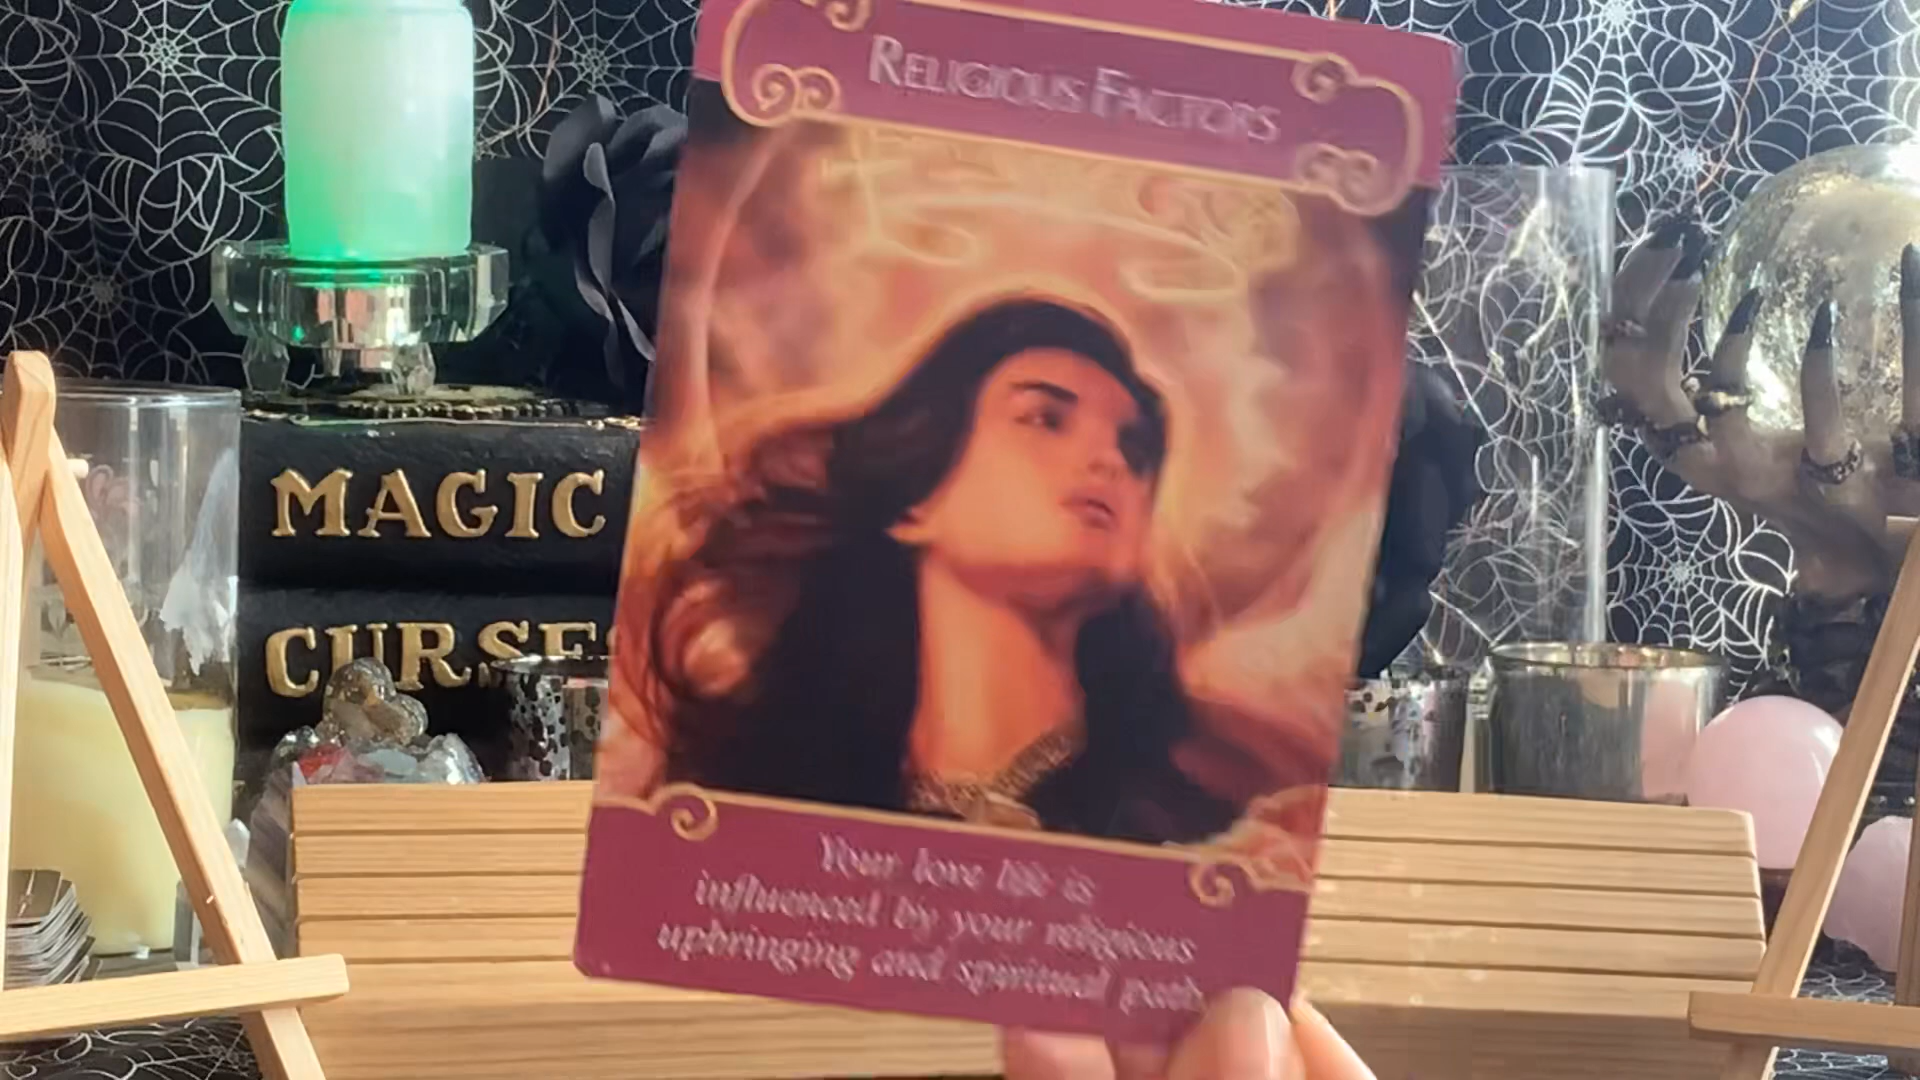 RELIGIOUS FACTORS
MAGIC
CURSES
Your love life is
influenced by your religious
upbringing and spiritual path.